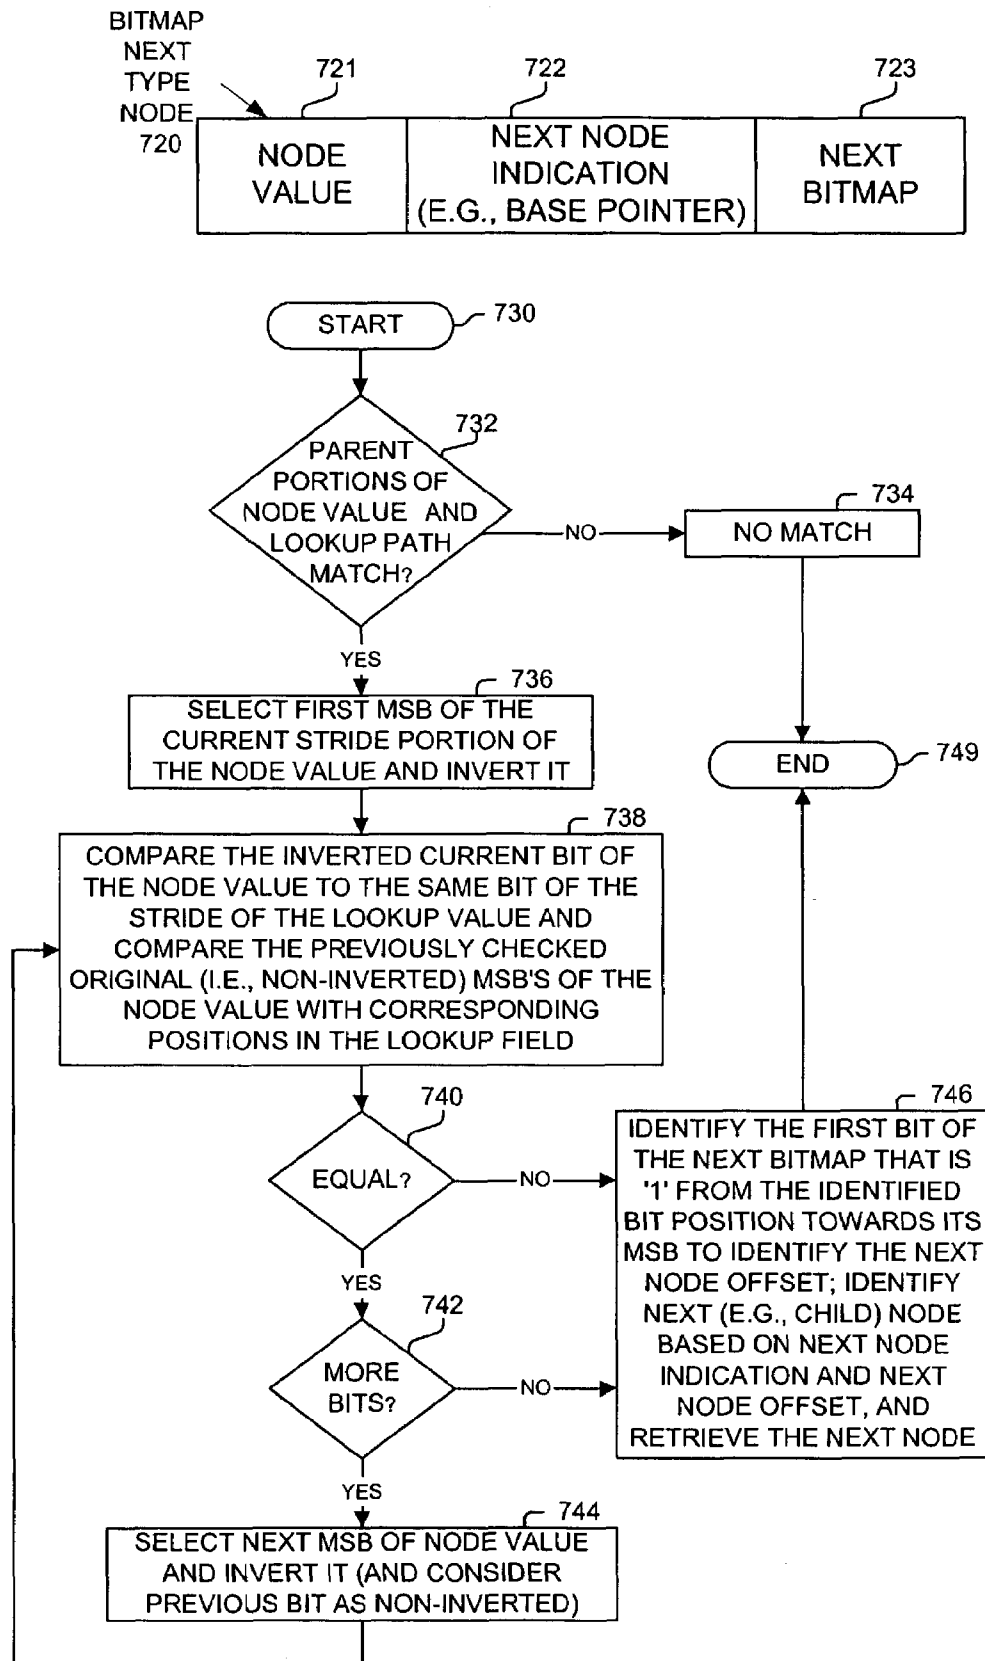 BITMAP
NEXT
TYPE
NODE
720
721
722
723
NODE
VALUE
NEXT NODE
INDICATION
(E.G., BASE POINTER)
NEXT
BITMAP
START
730
732
PARENT
PORTIONS OF
NODE VALUE AND
LOOKUP PATH
MATCH?
NO
734
NO MATCH
YES
736
SELECT FIRST MSB OF THE
CURRENT STRIDE PORTION OF
THE NODE VALUE AND INVERT IT
END
749
738
COMPARE THE INVERTED CURRENT BIT OF
THE NODE VALUE TO THE SAME BIT OF THE
STRIDE OF THE LOOKUP VALUE AND
COMPARE THE PREVIOUSLY CHECKED
ORIGINAL (I.E., NON-INVERTED) MSB'S OF THE
NODE VALUE WITH CORRESPONDING
POSITIONS IN THE LOOKUP FIELD
740
EQUAL?
NO
746
IDENTIFY THE FIRST BIT OF
THE NEXT BITMAP THAT IS
'1' FROM THE IDENTIFIED
BIT POSITION TOWARDS ITS
MSB TO IDENTIFY THE NEXT
NODE OFFSET; IDENTIFY
NEXT (E.G., CHILD) NODE
BASED ON NEXT NODE
INDICATION AND NEXT
NODE OFFSET, AND
RETRIEVE THE NEXT NODE
YES
742
MORE
BITS?
NO
YES
744
SELECT NEXT MSB OF NODE VALUE
AND INVERT IT (AND CONSIDER
PREVIOUS BIT AS NON-INVERTED)